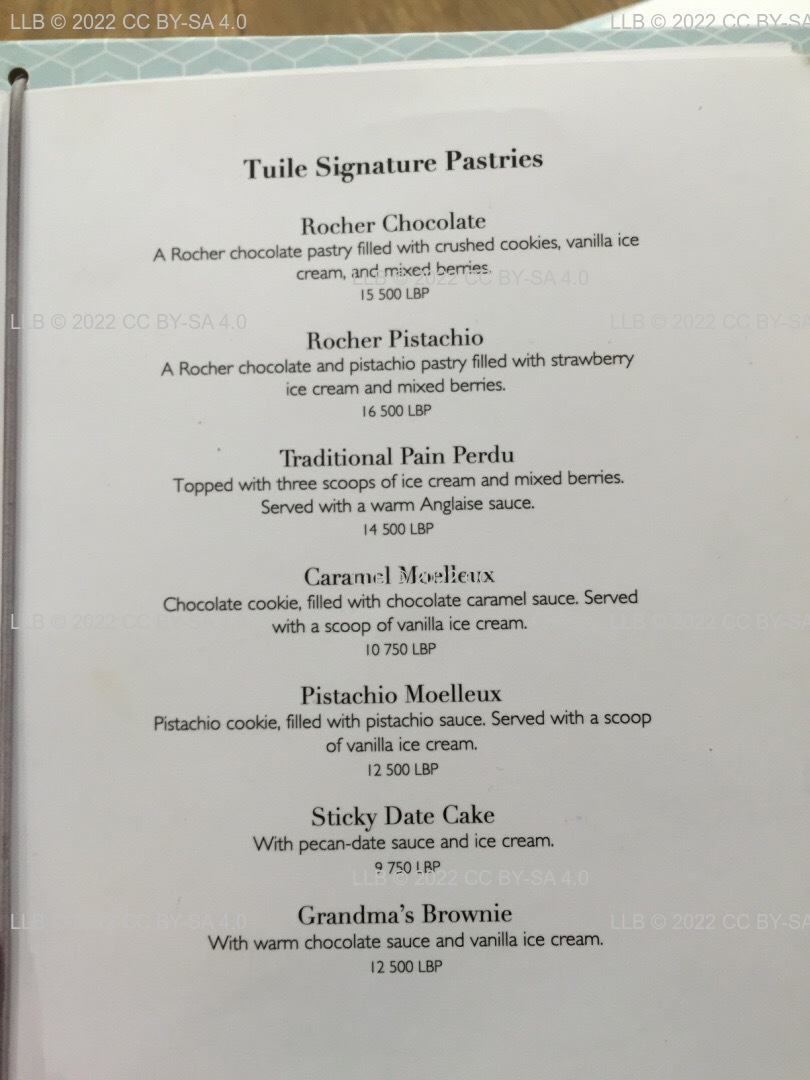 LLB © 2022 CC BY-SA 4.0
LLB © 2022 CC BY-SA
Tuile Signature Pastries
Rocher Chocolate
A Rocher chocolate pastry filled with crushed cookies, vanilla ice
cream, and mixed berries.
LLB © 2022 CC BY-SA 4.0
15 500 LBP
LLB © 2022 CC BY-SA 4.0
LLB © 2022 CC BY-SA
Rocher Pistachio
A Rocher chocolate and pistachio pastry filled with strawberry
ice cream and mixed berries.
16 500 LBP
Traditional Pain Perdu
Topped with three scoops of ice cream and mixed berries.
Served with a warm Anglaise sauce.
14 500 LBP
Caramel Moelleux
Chocolate cookie, filled with chocolate caramel sauce. Served
LLB © 2022 CC BY-SA 4.0
LLB © 2022 CC BY-SA
with a scoop of vanilla ice cream.
10 750 LBP
Pistachio Moelleux
Pistachio cookie, filled with pistachio sauce. Served with a scoop
of vanilla ice cream.
12 500 LBP
Sticky Date Cake
With pecan-date sauce and ice cream.
9 750 LBP
LLB © 2022 CC BY-SA 4.0
Grandma's Brownie
LLB © 2022 CC BY-SA 4.0
LLB © 2022 CC BY-SA
With warm chocolate sauce and vanilla ice cream.
12 500 LBP